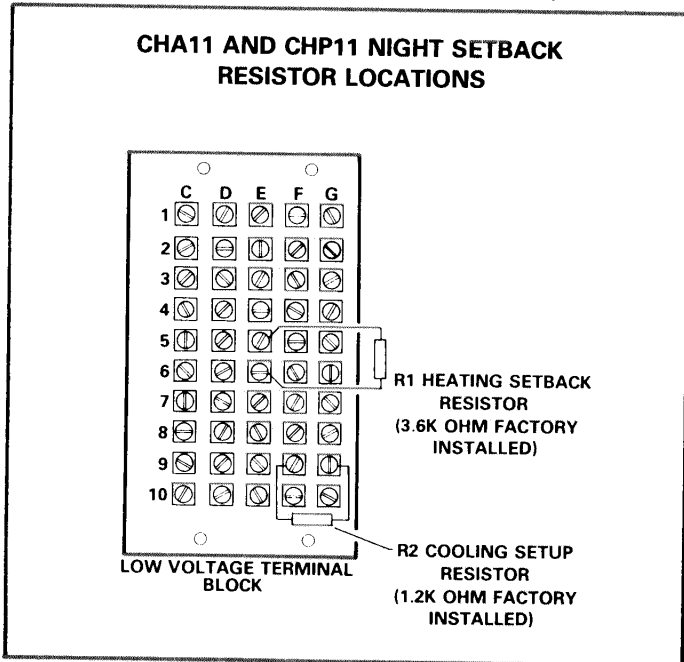 CHA11 AND CHP11 NIGHT SETBACK
RESISTOR LOCATIONS
C D E F G
1
2
3
4
5
6
7
8
9
10
R1 HEATING SETBACK
RESISTOR
(3.6K OHM FACTORY
INSTALLED)
R2 COOLING SETUP
RESISTOR
(1.2K OHM FACTORY
INSTALLED)
LOW VOLTAGE TERMINAL
BLOCK